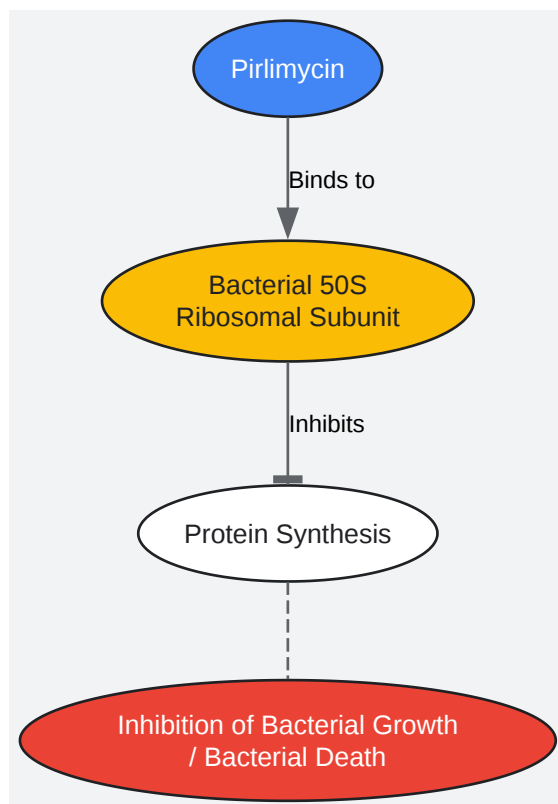 Pirlimycin
Binds to
Bacterial 50S
Ribosomal Subunit
Inhibits
Protein Synthesis
Inhibition of Bacterial Growth
/ Bacterial Death